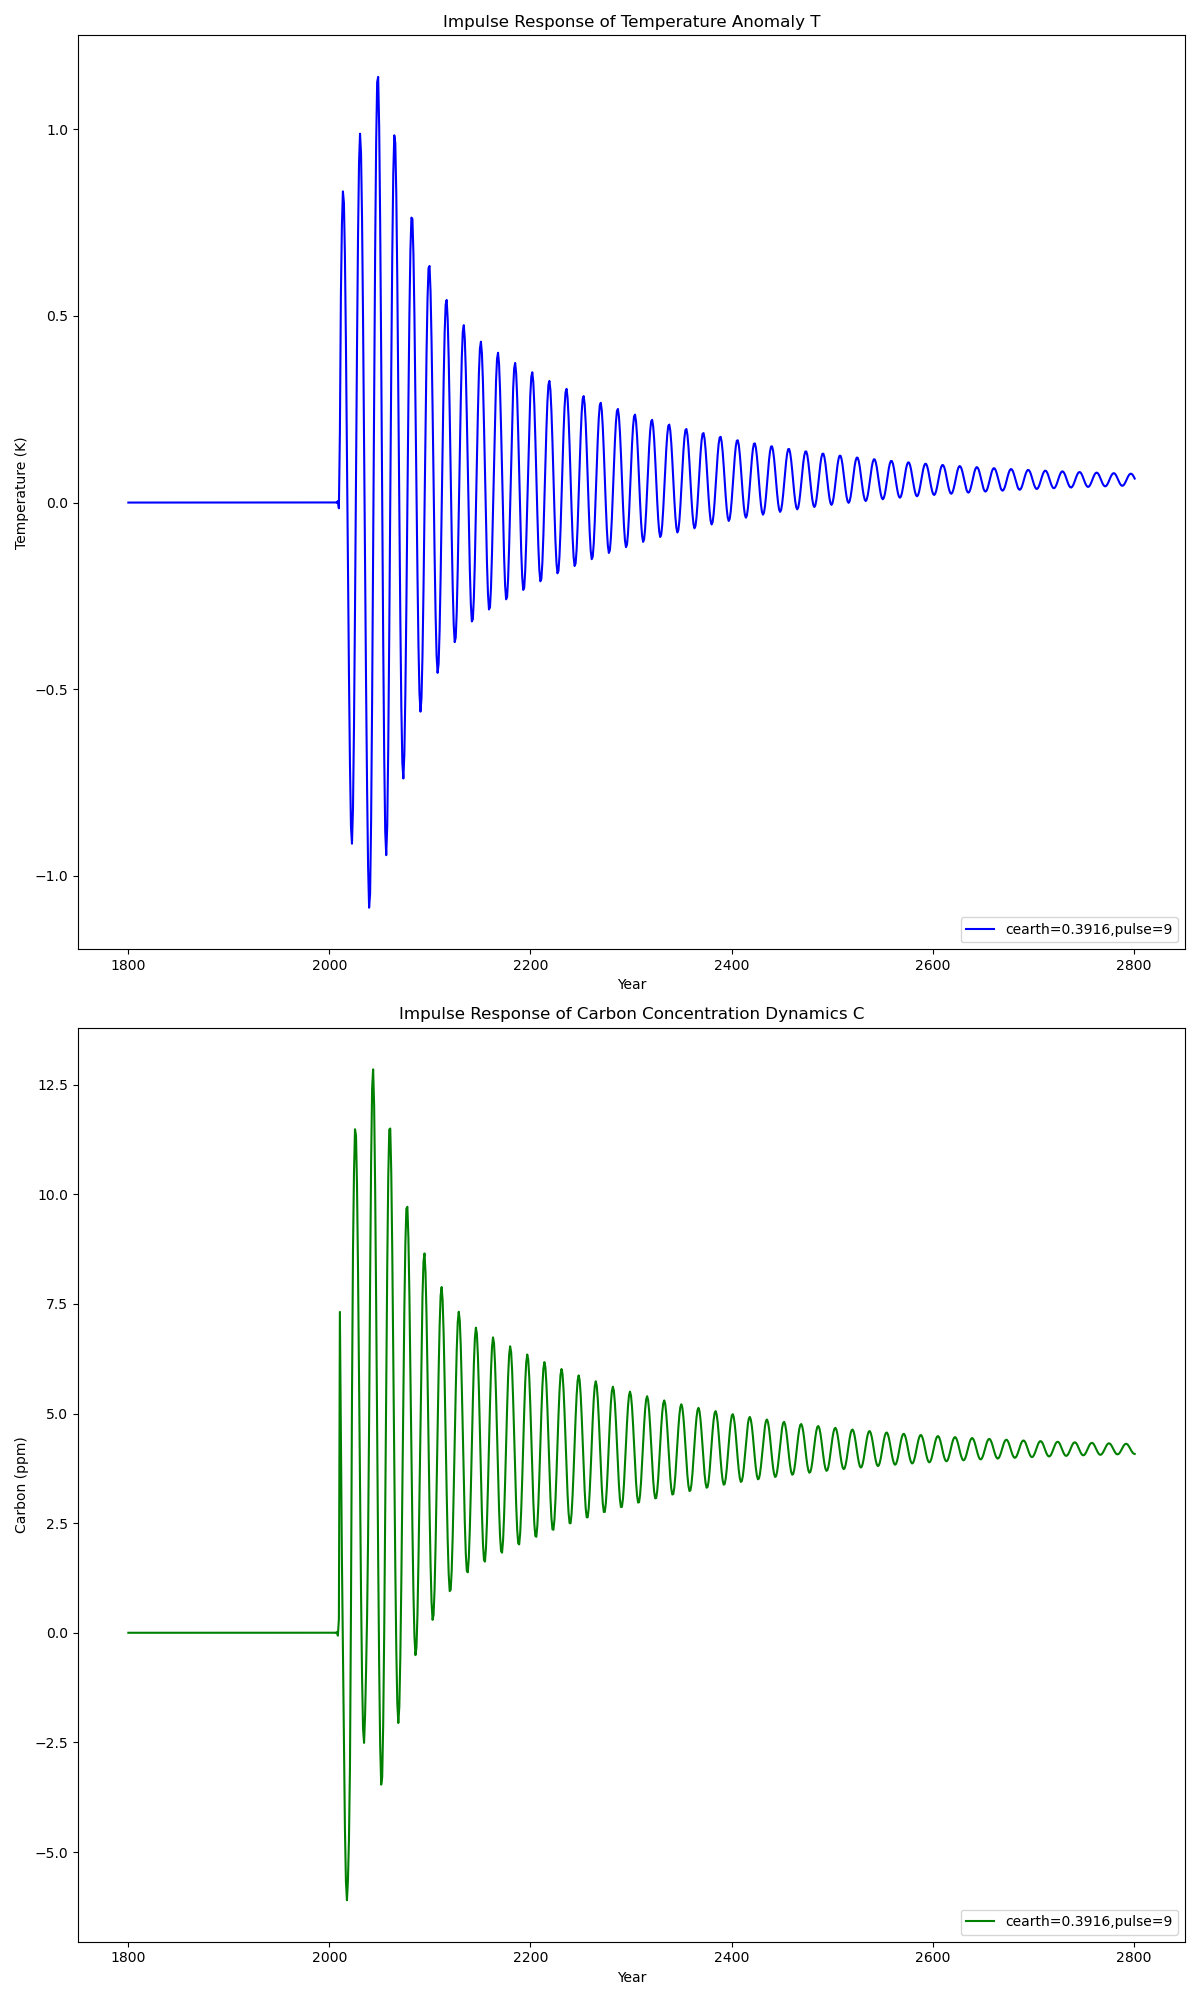 Impulse Response of Temperature Anomaly T
1.0
0.5
0.0
−0.5
−1.0
Temperature (K)
1800 2000 2200 2400 2600 2800
Year
cearth=0.3916,pulse=9
Impulse Response of Carbon Concentration Dynamics C
12.5
10.0
7.5
5.0
2.5
0.0
−2.5
−5.0
Carbon (ppm)
1800 2000 2200 2400 2600 2800
Year
cearth=0.3916,pulse=9